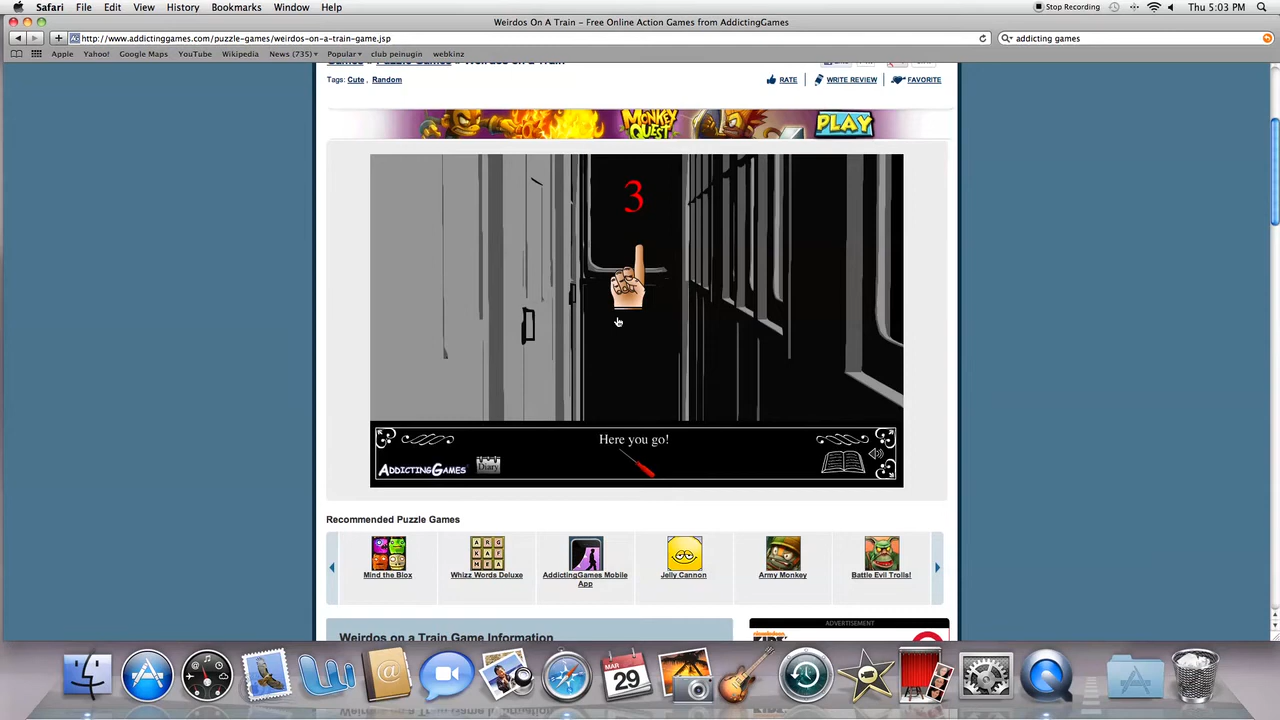 Safari File Edit View History Bookmarks Window Help Stop Recording Thu 5:03 PM
Weirdos On A Train – Free Online Action Games from AddictingGames
http://www.addictinggames.com/puzzle-games/weirdos-on-a-train-game.jsp addicting games
Apple Yahoo! Google Maps YouTube Wikipedia News (735) Popular club peinugin webkinz
Tags: Cute , Random RATE WRITE REVIEW FAVORITE
MONKEY QUEST PLAY
3
Here you go!
ADDICTINGGAMES Diary
Recommended Puzzle Games
Mind the Blox Whizz Words Deluxe AddictingGames Mobile App Jelly Cannon Army Monkey Battle Evil Trolls!
ADVERTISEMENT
Weirdos on a Train Game Information
MAR
29